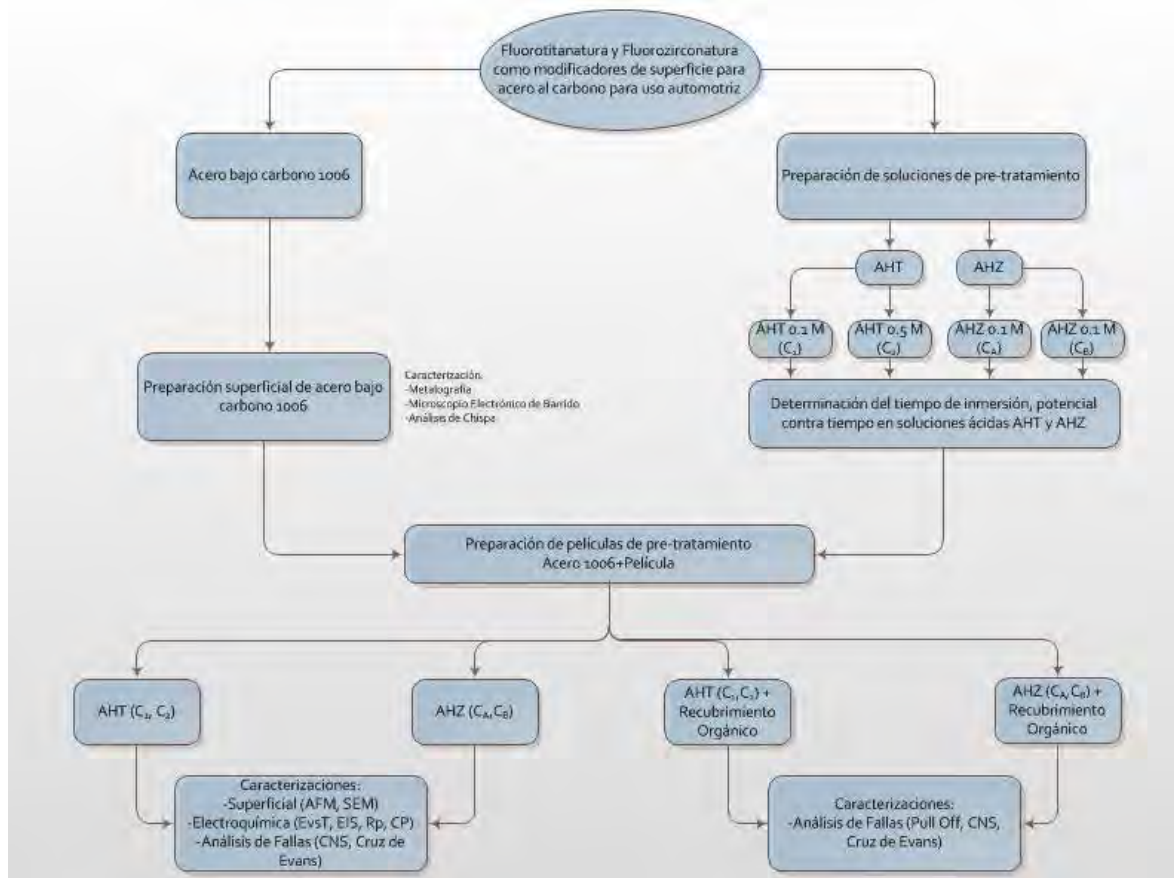 Fluorotitanatura y Fluorozirconatura
como modificadores de superficie para
acero al carbono para uso automotriz
Acero bajo carbono 1006
Preparación de soluciones de pre-tratamiento
AHT
AHZ
AHT 0.1 M
(C₁)
AHT 0.5 M
(C₂)
AHZ 0.1 M
(CA)
AHZ 0.1 M
(CB)
Preparación superficial de acero bajo
carbono 1006
Caracterización.
-Metalografía
-Microscopio Electrónico de Barrido
-Análisis de Chispa
Determinación del tiempo de inmersión, potencial
contra tiempo en soluciones ácidas AHT y AHZ
Preparación de películas de pre-tratamiento
Acero 1006+Película
AHT (C₁, C₂)
AHZ (CA,CB)
AHT (C₁,C₂) +
Recubrimiento
Orgánico
AHZ (CA,CB) +
Recubrimiento
Orgánico
Caracterizaciones:
-Superficial (AFM, SEM)
-Electroquímica (EvsT, EIS, Rp, CP)
-Análisis de Fallas (CNS, Cruz de
Evans)
Caracterizaciones:
-Análisis de Fallas (Pull Off, CNS,
Cruz de Evans)